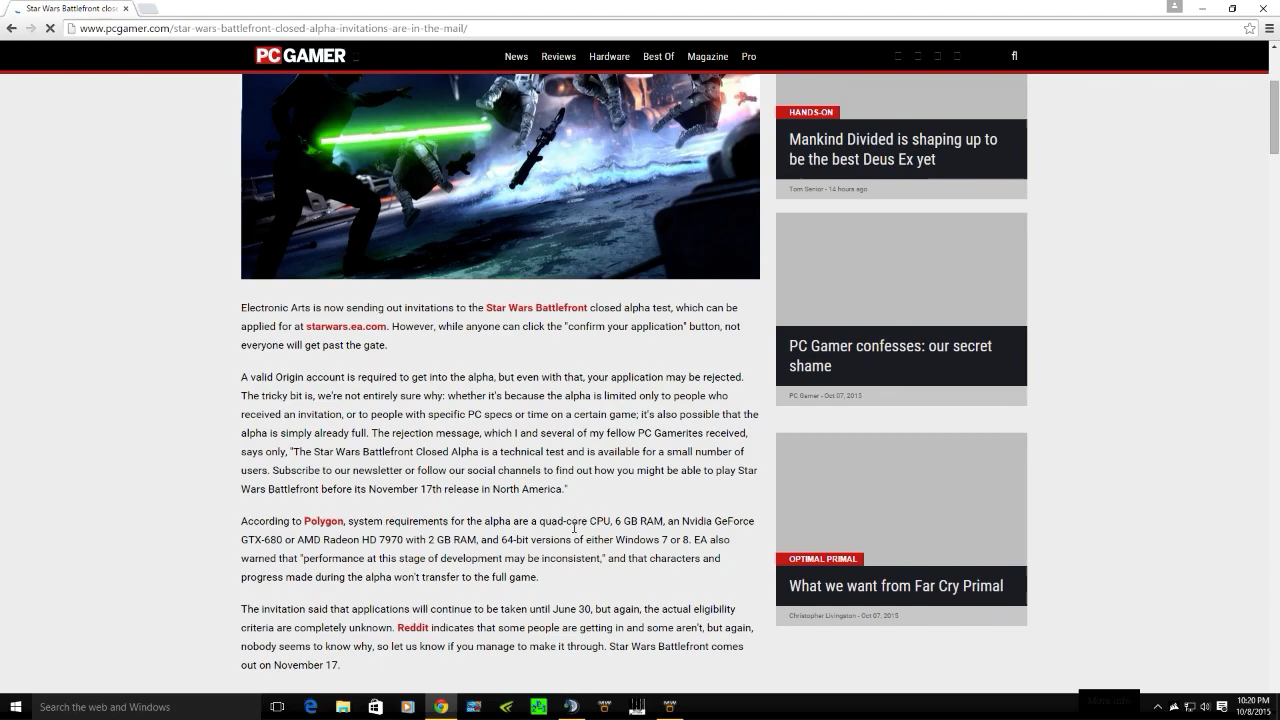 Star Wars Battlefront close
www.pcgamer.com/star-wars-battlefront-closed-alpha-invitations-are-in-the-mail/
PC GAMER
News Reviews Hardware Best Of Magazine Pro
HANDS-ON
Mankind Divided is shaping up to
be the best Deus Ex yet
Tom Senior - 14 hours ago
PC Gamer confesses: our secret
shame
PC Gamer - Oct 07, 2015
OPTIMAL PRIMAL
What we want from Far Cry Primal
Christopher Livingston - Oct 07, 2015
Electronic Arts is now sending out invitations to the Star Wars Battlefront closed alpha test, which can be
applied for at starwars.ea.com. However, while anyone can click the "confirm your application" button, not
everyone will get past the gate.
A valid Origin account is required to get into the alpha, but even with that, your application may be rejected.
The tricky bit is, we're not entirely sure why: whether it's because the alpha is limited only to people who
received an invitation, or to people with specific PC specs or time on a certain game; it's also possible that the
alpha is simply already full. The rejection message, which I and several of my fellow PC Gamerites received,
says only, "The Star Wars Battlefront Closed Alpha is a technical test and is available for a small number of
users. Subscribe to our newsletter or follow our social channels to find out how you might be able to play Star
Wars Battlefront before its November 17th release in North America."
According to Polygon, system requirements for the alpha are a quad-core CPU, 6 GB RAM, an Nvidia GeForce
GTX-680 or AMD Radeon HD 7970 with 2 GB RAM, and 64-bit versions of either Windows 7 or 8. EA also
warned that "performance at this stage of development may be inconsistent," and that characters and
progress made during the alpha won't transfer to the full game.
The invitation said that applications will continue to be taken until June 30, but again, the actual eligibility
criteria are completely unknown. Reddit indicates that some people are getting in and some aren't, but again,
nobody seems to know why, so let us know if you manage to make it through. Star Wars Battlefront comes
out on November 17.
Search the web and Windows
10:20 PM
10/8/2015